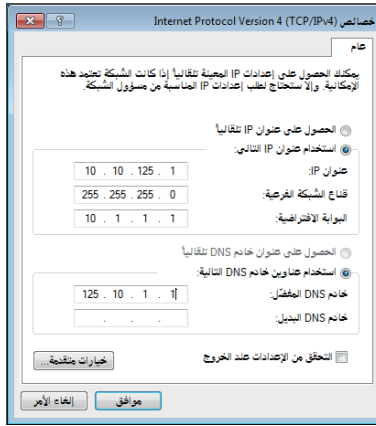 خصائص Internet Protocol Version 4 (TCP/IPv4)
عام
يمكنك الحصول على إعدادات IP المعينة تلقائياً إذا كانت الشبكة تعتمد هذه
الإمكانية. وإلا ستحتاج لطلب إعدادات IP المناسبة من مسؤول الشبكة.
الحصول على عنوان IP تلقائياً
استخدام عنوان IP التالي:
عنوان IP: 10 . 10 . 125 . 1
قناع الشبكة الفرعية: 255 . 255 . 255 . 0
البوابة الافتراضية: 10 . 1 . 1 . 1
الحصول على عنوان خادم DNS تلقائياً
استخدام عناوين خادم DNS التالية:
خادم DNS المفضّل: 125 . 10 . 1 . 1
خادم DNS البديل: . . .
التحقق من الإعدادات عند الخروج
خيارات متقدمة...
موافق
إلغاء الأمر